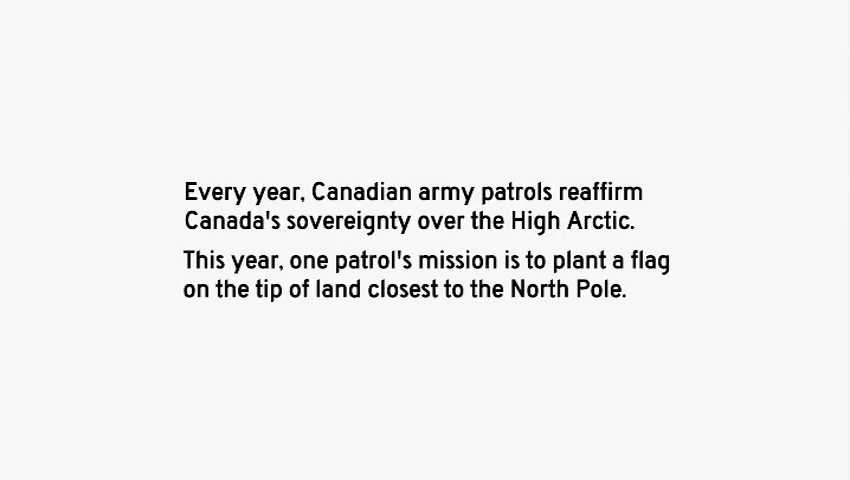 Every year, Canadian army patrols reaffirm
Canada's sovereignty over the High Arctic.
This year, one patrol's mission is to plant a flag
on the tip of land closest to the North Pole.